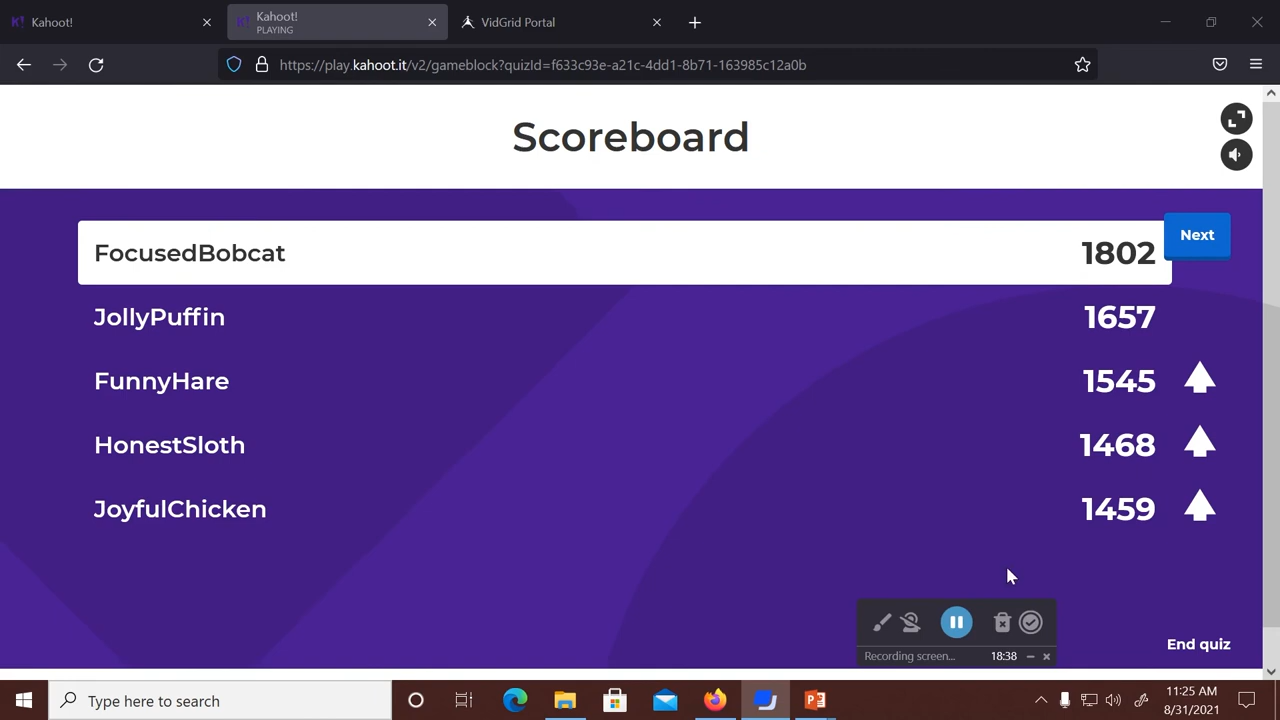 Kahoot!
Kahoot!
PLAYING
VidGrid Portal
https://play.kahoot.it/v2/gameblock?quizId=f633c93e-a21c-4dd1-8b71-163985c12a0b
Scoreboard
Next
FocusedBobcat 1802
JollyPuffin 1657
FunnyHare 1545
HonestSloth 1468
JoyfulChicken 1459
End quiz
Recording screen... 18:38
Type here to search
11:25 AM
8/31/2021